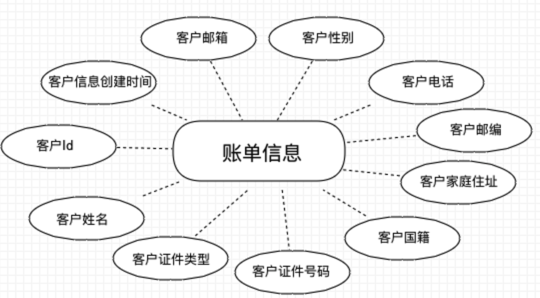 客户邮箱
客户性别
客户信息创建时间
客户电话
客户邮编
客户Id
账单信息
客户家庭住址
客户姓名
客户国籍
客户证件类型
客户证件号码